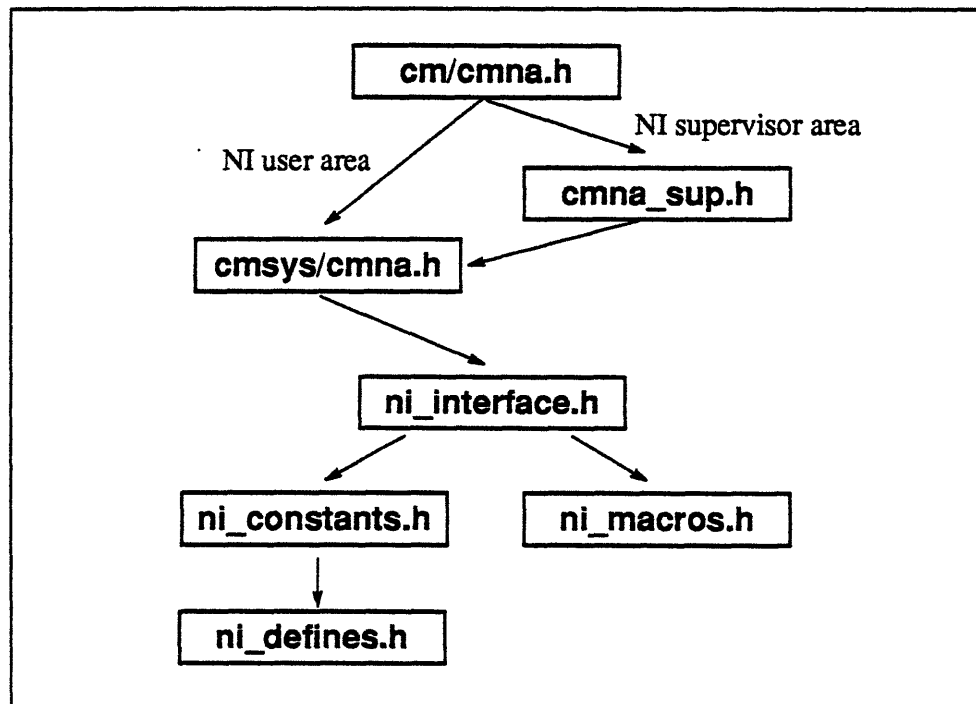 cm/cmna.h
NI supervisor area
NI user area
cmna_sup.h
cmsys/cmna.h
ni_interface.h
ni_constants.h
ni_macros.h
ni_defines.h